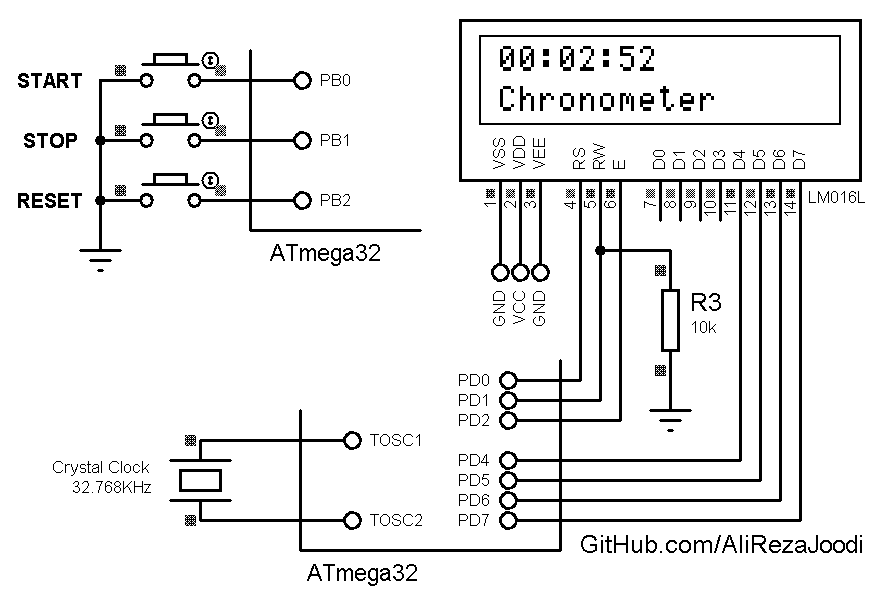 START
PB0
STOP
PB1
RESET
PB2
ATmega32
00:02:52
Chronometer
VSS
VDD
VEE
RS
RW
E
D0
D1
D2
D3
D4
D5
D6
D7
1
2
3
4
5
6
7
8
9
10
11
12
13
14
LM016L
GND
VCC
GND
R3
10k
PD0
PD1
PD2
PD4
PD5
PD6
PD7
TOSC1
TOSC2
Crystal Clock
32.768KHz
ATmega32
GitHub.com/AliRezaJoodi